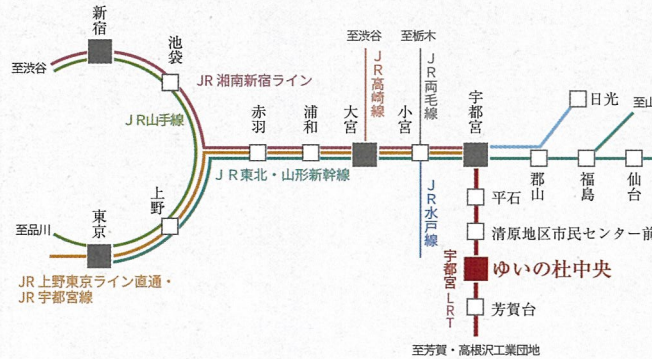 新宿
池袋
至渋谷
JR湘南新宿ライン
JR山手線
至渋谷
JR高崎線
至栃木
JR両毛線
赤羽
浦和
大宮
小宮
宇都宮
日光
至山
JR東北・山形新幹線
郡山
福島
仙台
上野
至品川
東京
JR上野東京ライン直通・
JR宇都宮線
JR水戸線
平石
清原地区市民センター前
宇都宮LRT
ゆいの杜中央
芳賀台
至芳賀・高根沢工業団地